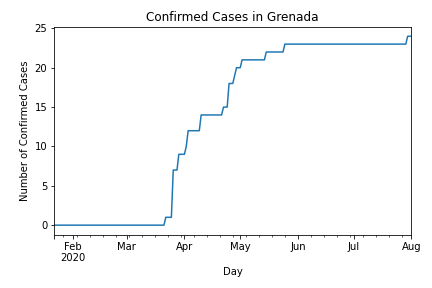 Confirmed Cases in Grenada
Number of Confirmed Cases
25
20
15
10
5
0
Feb Mar Apr May Jun Jul Aug
2020
Day